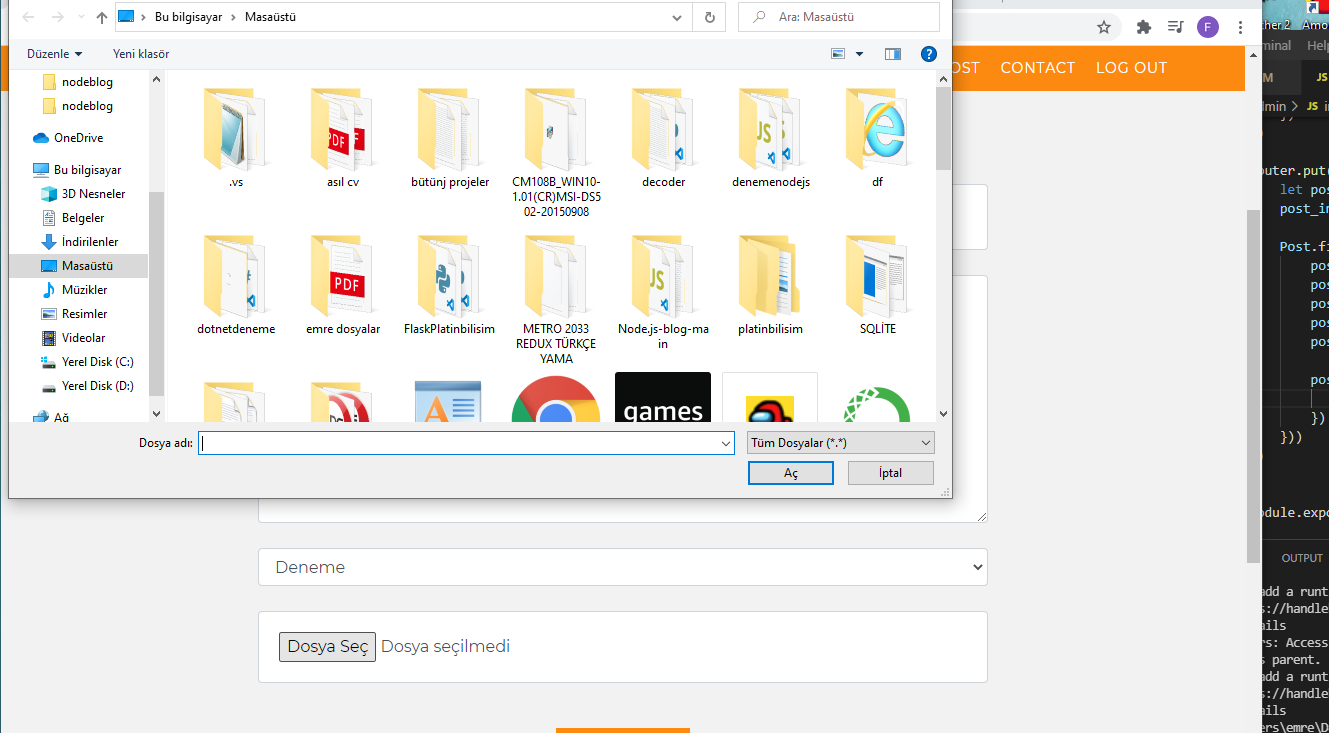 Bu bilgisayar > Masaüstü
Ara: Masaüstü
Düzenle
Yeni klasör
F
?
nodeblog
nodeblog
OneDrive
Bu bilgisayar
3D Nesneler
Belgeler
İndirilenler
Masaüstü
Müzikler
Resimler
Videolar
Yerel Disk (C:)
Yerel Disk (D:)
Ağ
.vs
asıl cv
bütünj projeler
CM108B_WIN10-
1.01(CR)MSI-DS5
02-20150908
decoder
denemenodejs
df
dotnetdeneme
emre dosyalar
FlaskPlatinbilisim
METRO 2033
REDUX TÜRKÇE
YAMA
Node.js-blog-ma
in
platinbilisim
SQLİTE
PDF
PDF
JS
JS
games
Dosya adı:
Tüm Dosyalar (*.*)
Aç
İptal
OST
CONTACT
LOG OUT
Deneme
Dosya Seç Dosya seçilmedi
her 2
Amo
minal
Help
M
JS
dmin > JS i
outer.put(
let pos
post_i
Post.fi
pos
pos
pos
pos
pos
pos
})
}))
odule.expo
OUTPUT
add a runt
s://handle
ails
rs: Access
s parent.
add a runt
s://handle
ails
ers\emre\D